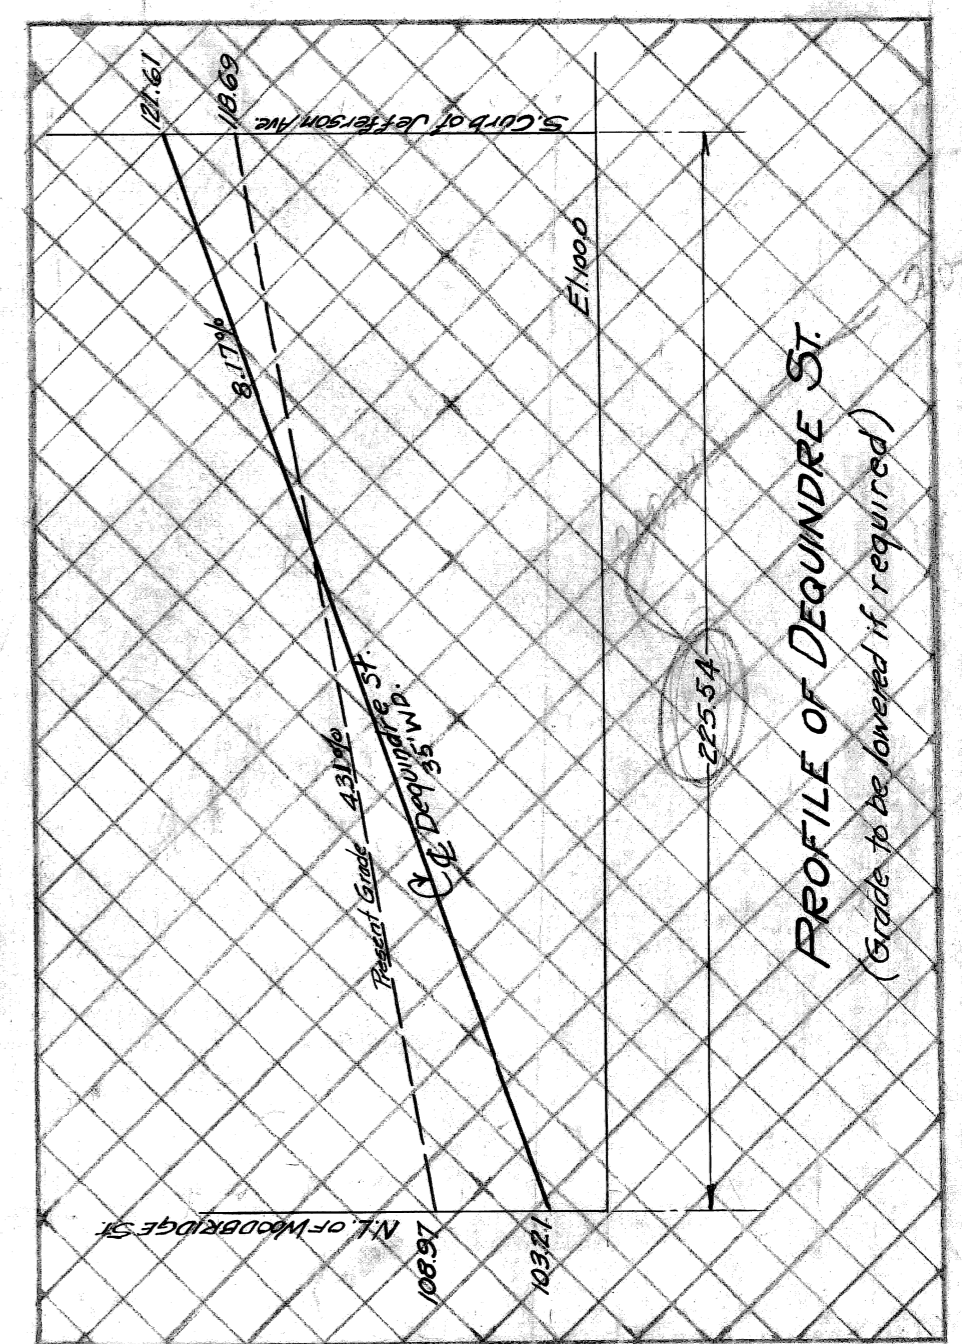 121.61
118.69
S. Curb of Jefferson Ave.
8.17%
El. 100.0
Present Grade 4.31%
℄ Dequindre St.
35' WD.
225.54
N.L. OF WOODBRIDGE ST.
108.97
103.21
PROFILE OF DEQUINDRE ST.
(Grade to be lowered if required)